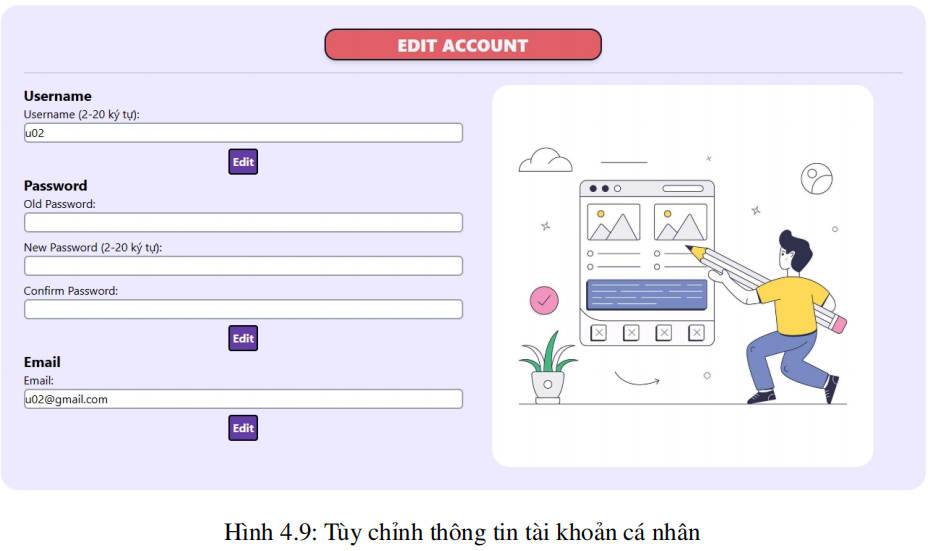 EDIT ACCOUNT
Username
Username (2-20 ký tự):
u02
Edit
Password
Old Password:
New Password (2-20 ký tự):
Confirm Password:
Edit
Email
Email:
u02@gmail.com
Edit
Hình 4.9: Tùy chỉnh thông tin tài khoản cá nhân